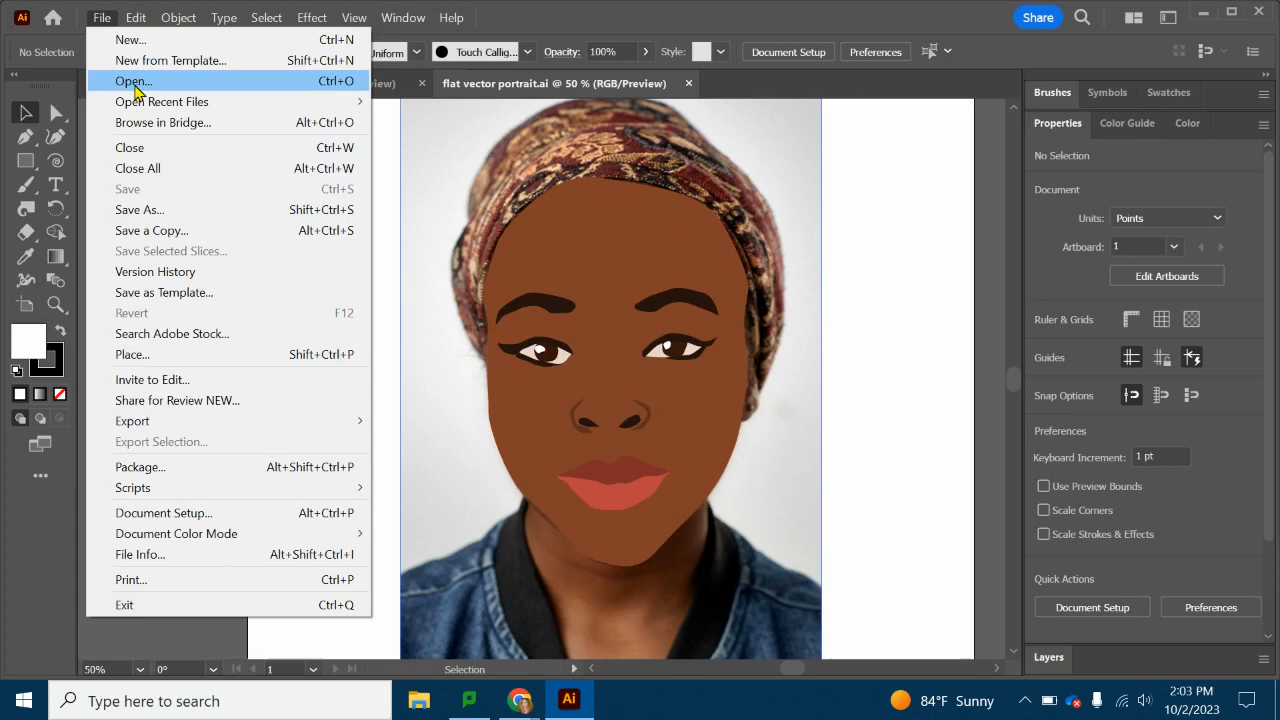 Ai File Edit Object Type Select Effect View Window Help Share
No Selection Uniform Touch Callig... Opacity: 100% Style: Document Setup Preferences
flat vector portrait.ai @ 50 % (RGB/Preview)
New... Ctrl+N
New from Template... Shift+Ctrl+N
Open... Ctrl+O
Open Recent Files
Browse in Bridge... Alt+Ctrl+O
Close Ctrl+W
Close All Alt+Ctrl+W
Save Ctrl+S
Save As... Shift+Ctrl+S
Save a Copy... Alt+Ctrl+S
Save Selected Slices...
Version History
Save as Template...
Revert F12
Search Adobe Stock...
Place... Shift+Ctrl+P
Invite to Edit...
Share for Review NEW...
Export
Export Selection...
Package... Alt+Shift+Ctrl+P
Scripts
Document Setup... Alt+Ctrl+P
Document Color Mode
File Info... Alt+Shift+Ctrl+I
Print... Ctrl+P
Exit Ctrl+Q
Brushes Symbols Swatches
Properties Color Guide Color
No Selection
Document
Units: Points
Artboard: 1
Edit Artboards
Ruler & Grids
Guides
Snap Options
Preferences
Keyboard Increment: 1 pt
Use Preview Bounds
Scale Corners
Scale Strokes & Effects
Quick Actions
Document Setup Preferences
Layers
50% 0° 1 Selection
Type here to search Ai 84°F Sunny 2:03 PM
10/2/2023